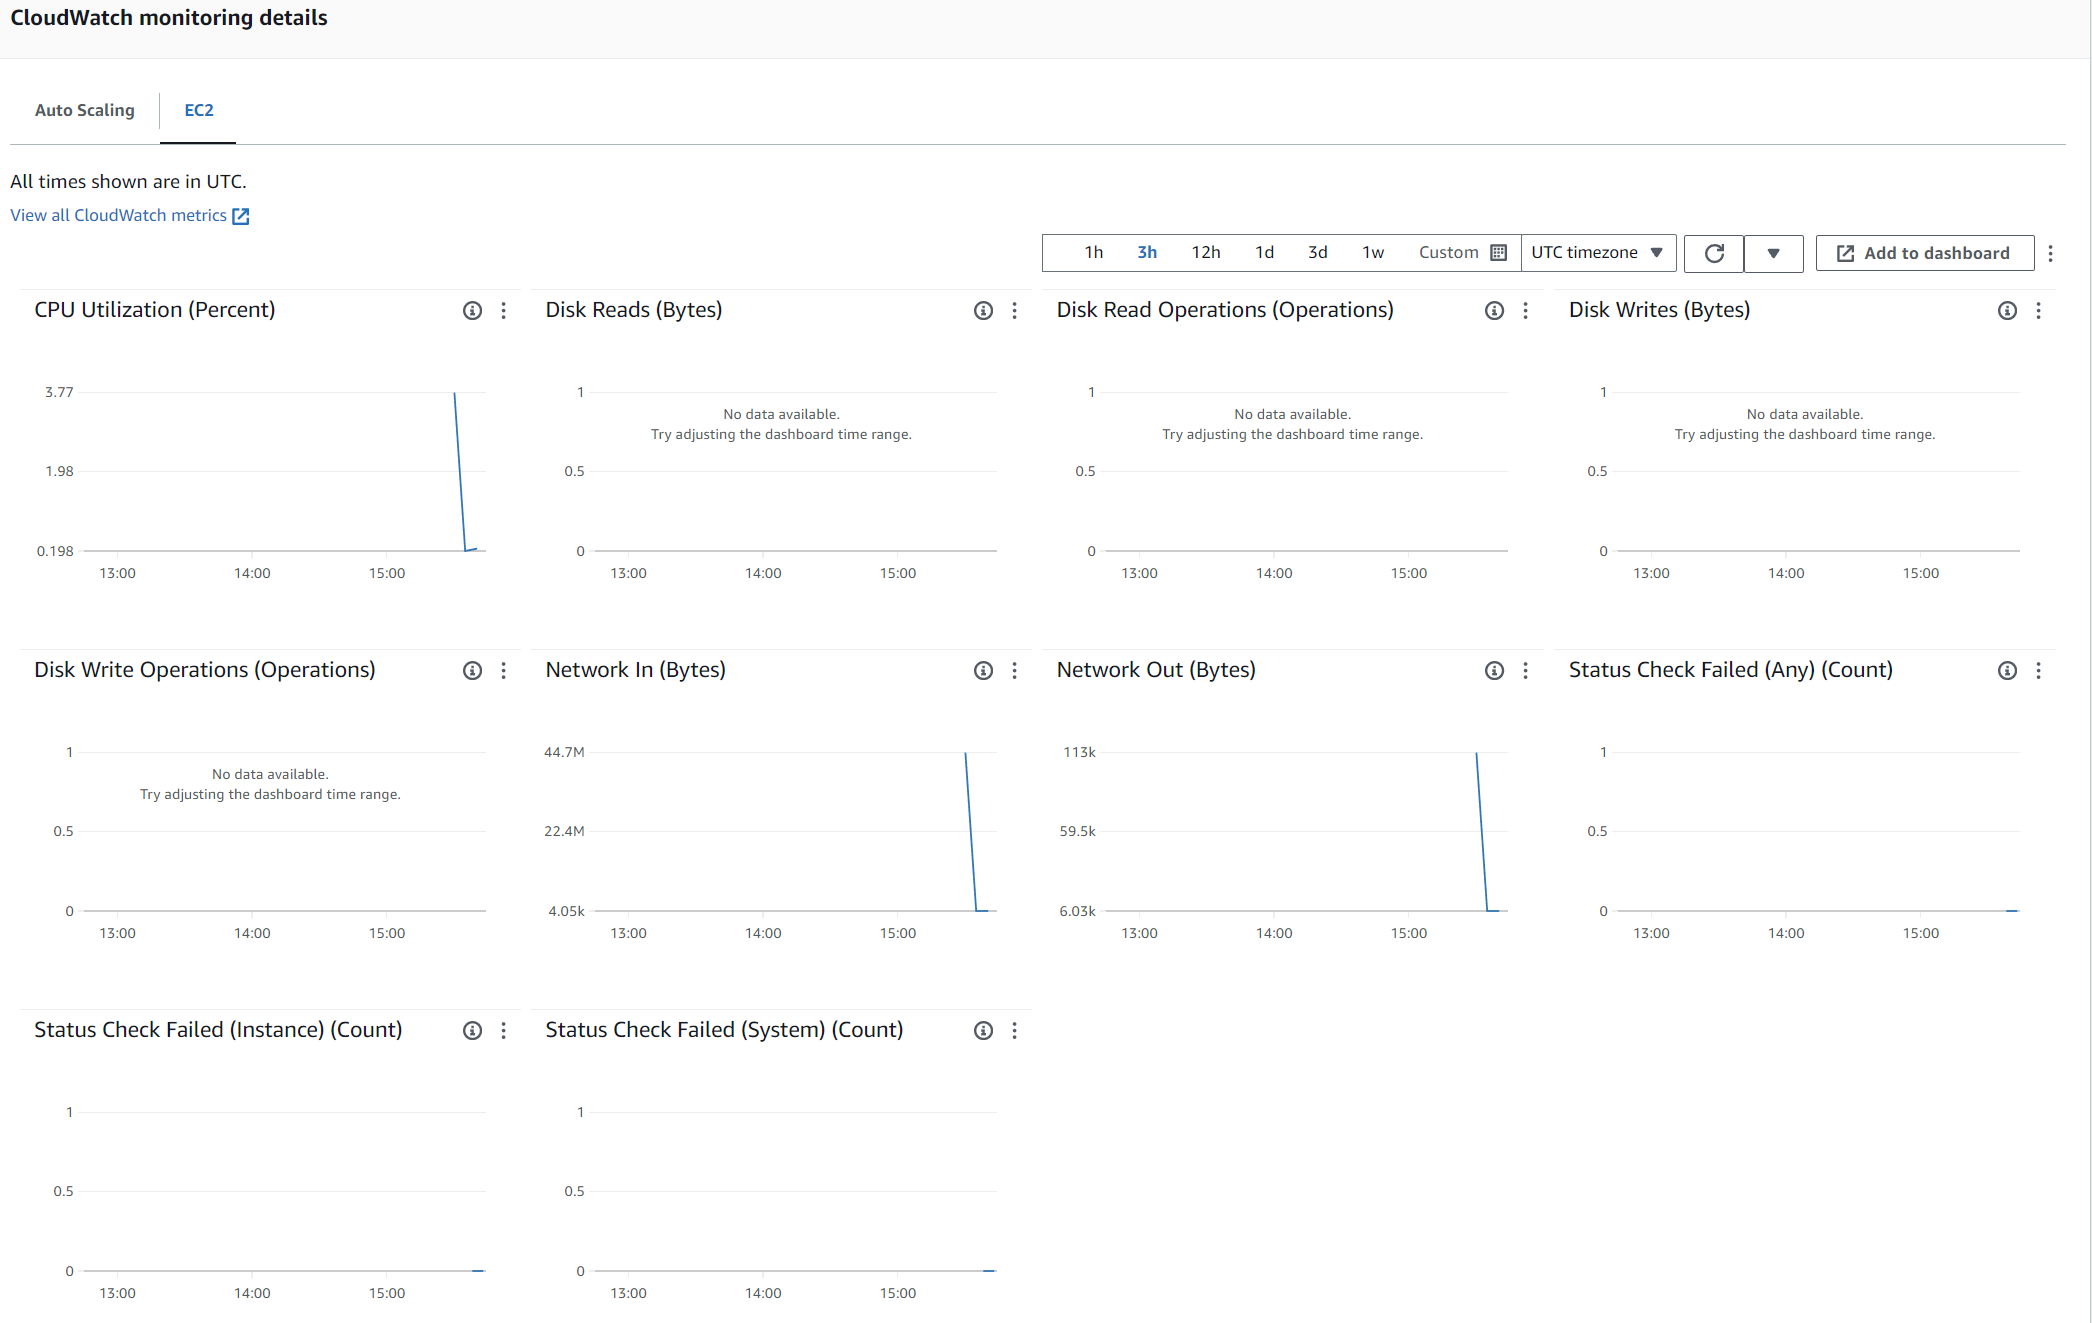 CloudWatch monitoring details
Auto Scaling
EC2
All times shown are in UTC.
View all CloudWatch metrics
1h 3h 12h 1d 3d 1w Custom UTC timezone Add to dashboard
CPU Utilization (Percent)
3.77
1.98
0.198
13:00 14:00 15:00
Disk Reads (Bytes)
1
No data available.
Try adjusting the dashboard time range.
0.5
0
13:00 14:00 15:00
Disk Read Operations (Operations)
1
No data available.
Try adjusting the dashboard time range.
0.5
0
13:00 14:00 15:00
Disk Writes (Bytes)
1
No data available.
Try adjusting the dashboard time range.
0.5
0
13:00 14:00 15:00
Disk Write Operations (Operations)
1
No data available.
Try adjusting the dashboard time range.
0.5
0
13:00 14:00 15:00
Network In (Bytes)
44.7M
22.4M
4.05k
13:00 14:00 15:00
Network Out (Bytes)
113k
59.5k
6.03k
13:00 14:00 15:00
Status Check Failed (Any) (Count)
1
0.5
0
13:00 14:00 15:00
Status Check Failed (Instance) (Count)
1
0.5
0
13:00 14:00 15:00
Status Check Failed (System) (Count)
1
0.5
0
13:00 14:00 15:00